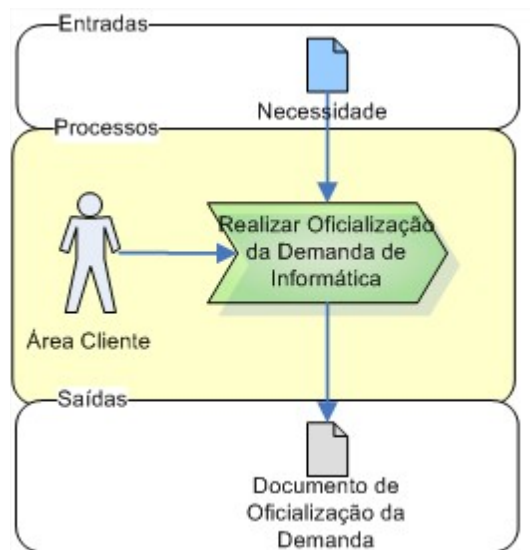 Entradas
Necessidade
Processos
Realizar Oficialização
da Demanda de
Informática
Área Cliente
Saídas
Documento de
Oficialização da
Demanda